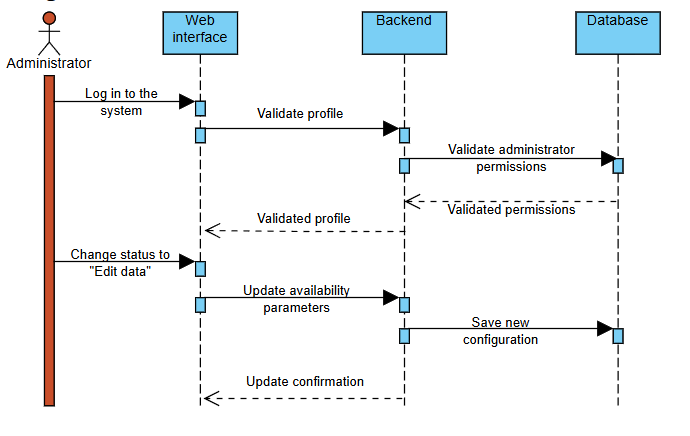 Web
interface
Backend
Database
Administrator
Log in to the
system
Validate profile
Validate administrator
permissions
Validated permissions
Validated profile
Change status to
"Edit data"
Update availability
parameters
Save new
configuration
Update confirmation